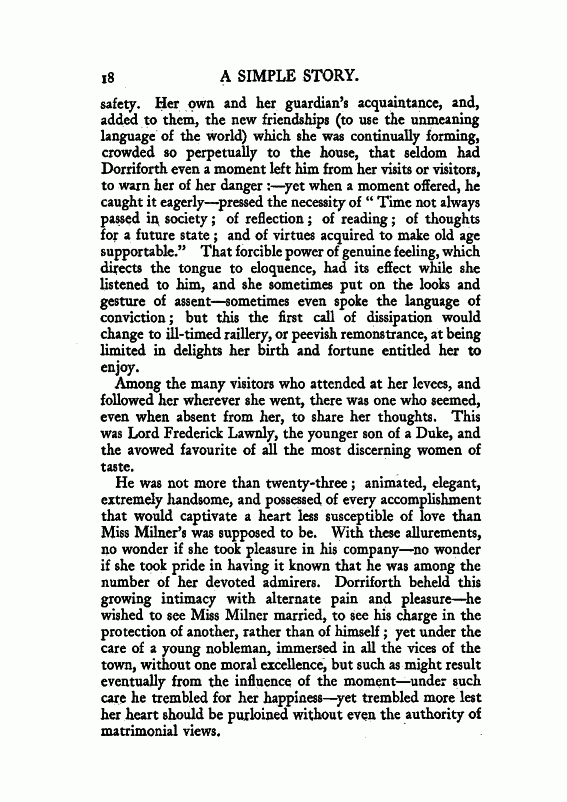 18 A SIMPLE STORY.
safety. Her own and her guardian's acquaintance, and,
added to them, the new friendships (to use the unmeaning
language of the world) which she was continually forming,
crowded so perpetually to the house, that seldom had
Dorriforth even a moment left him from her visits or visitors,
to warn her of her danger :—yet when a moment offered, he
caught it eagerly—pressed the necessity of " Time not always
passed in society ; of reflection ; of reading ; of thoughts
for a future state ; and of virtues acquired to make old age
supportable." That forcible power of genuine feeling, which
directs the tongue to eloquence, had its effect while she
listened to him, and she sometimes put on the looks and
gesture of assent—sometimes even spoke the language of
conviction ; but this the first call of dissipation would
change to ill-timed raillery, or peevish remonstrance, at being
limited in delights her birth and fortune entitled her to
enjoy.
Among the many visitors who attended at her levees, and
followed her wherever she went, there was one who seemed,
even when absent from her, to share her thoughts. This
was Lord Frederick Lawnly, the younger son of a Duke, and
the avowed favourite of all the most discerning women of
taste.
He was not more than twenty-three ; animated, elegant,
extremely handsome, and possessed of every accomplishment
that would captivate a heart less susceptible of love than
Miss Milner's was supposed to be. With these allurements,
no wonder if she took pleasure in his company—no wonder
if she took pride in having it known that he was among the
number of her devoted admirers. Dorriforth beheld this
growing intimacy with alternate pain and pleasure—he
wished to see Miss Milner married, to see his charge in the
protection of another, rather than of himself ; yet under the
care of a young nobleman, immersed in all the vices of the
town, without one moral excellence, but such as might result
eventually from the influence of the moment—under such
care he trembled for her happiness—yet trembled more lest
her heart should be purloined without even the authority of
matrimonial views.